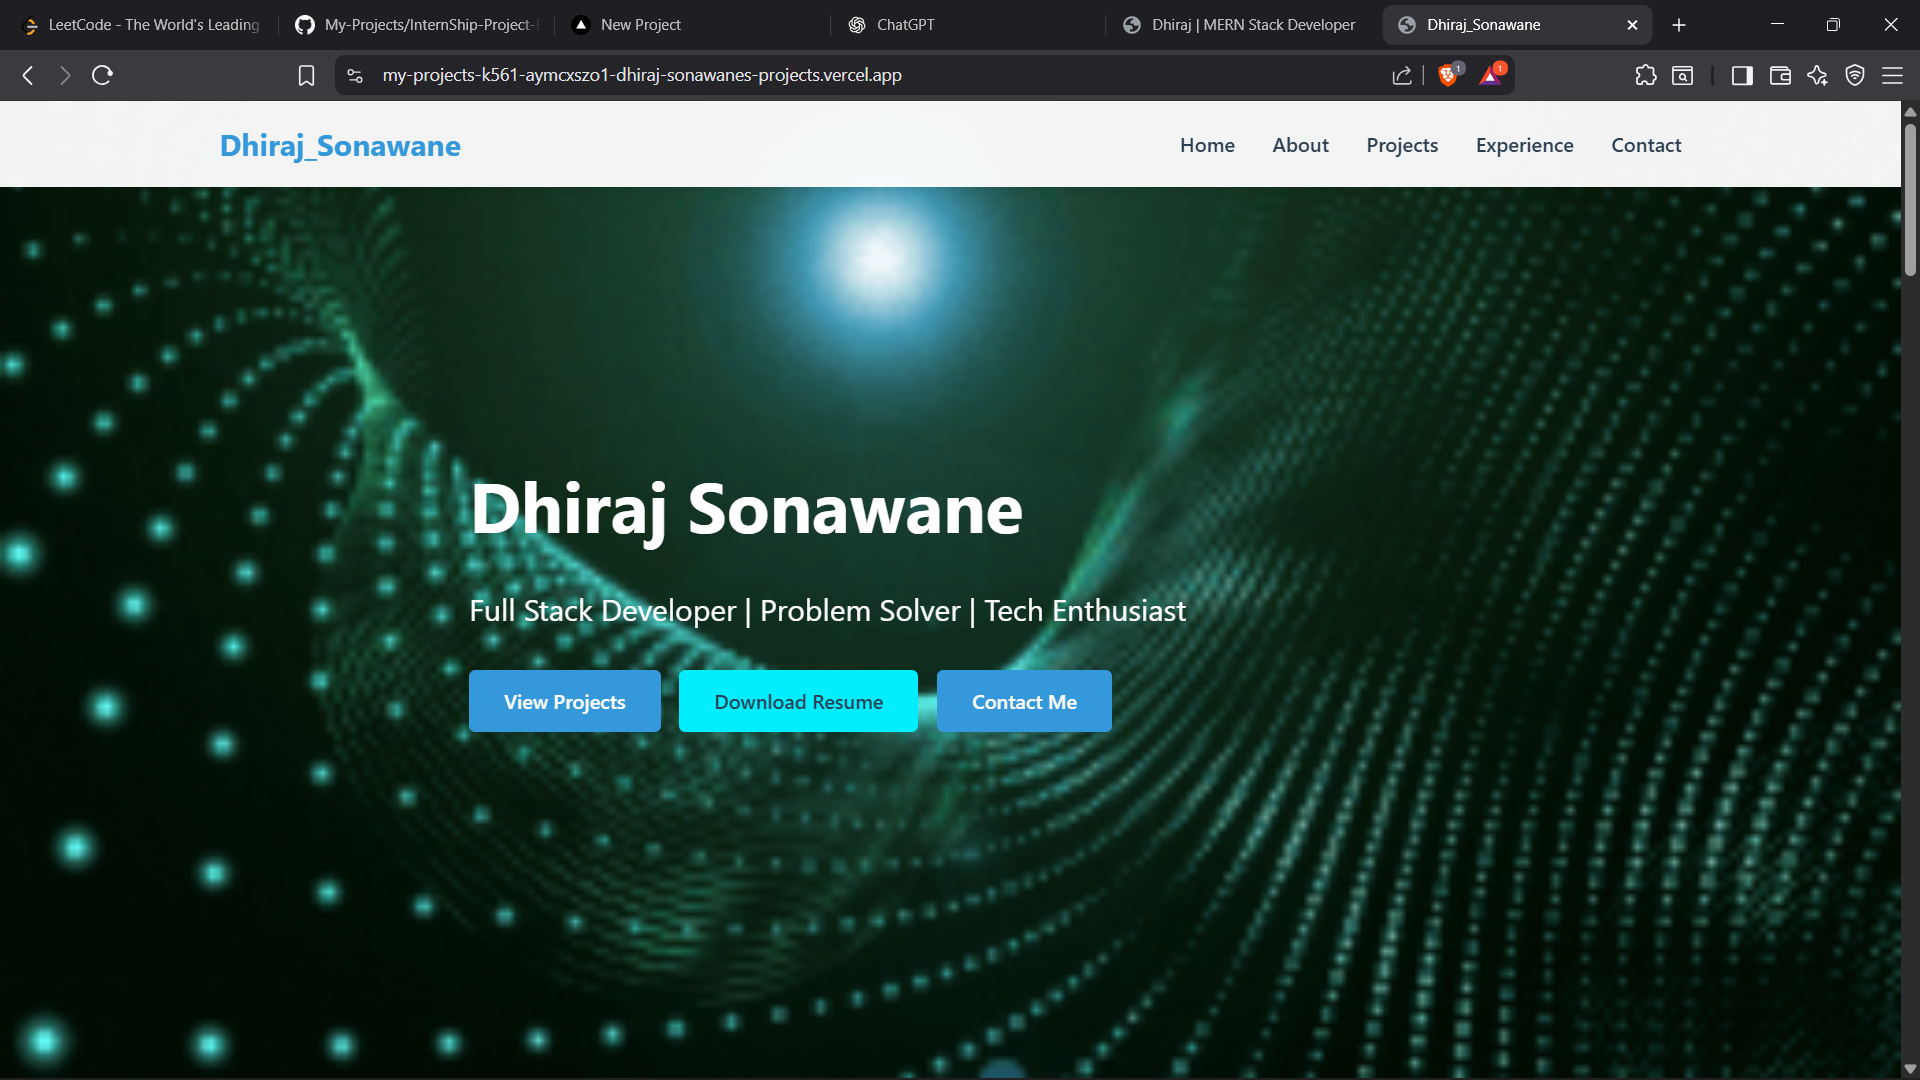 LeetCode - The World's Leading
My-Projects/InternShip-Project-
New Project
ChatGPT
Dhiraj | MERN Stack Developer
Dhiraj_Sonawane
my-projects-k561-aymcxszo1-dhiraj-sonawanes-projects.vercel.app
1
1
Dhiraj_Sonawane
Home
About
Projects
Experience
Contact
Dhiraj Sonawane
Full Stack Developer | Problem Solver | Tech Enthusiast
View Projects
Download Resume
Contact Me